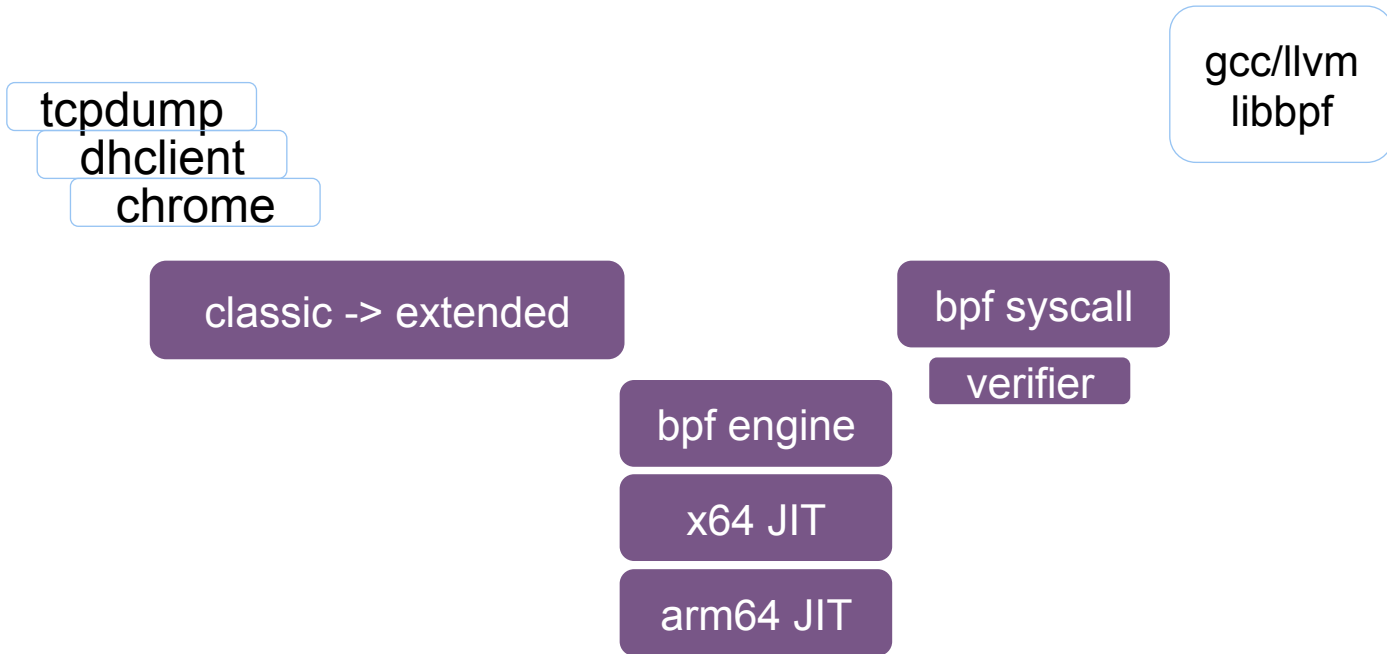 tcpdump
dhclient
chrome
gcc/llvm
libbpf
classic -> extended
bpf syscall
verifier
bpf engine
x64 JIT
arm64 JIT